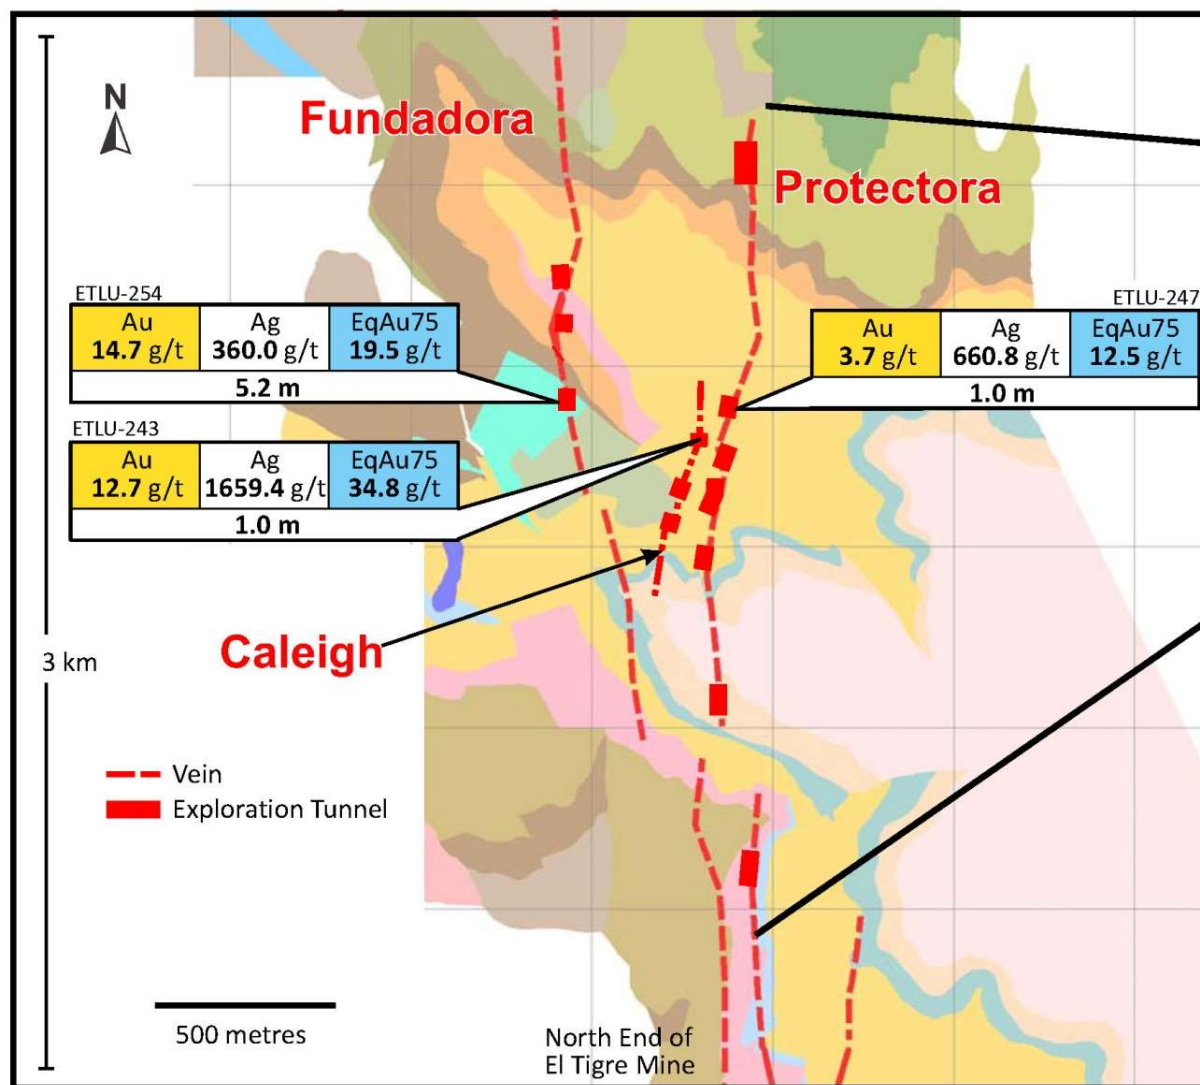 N
Fundadora
Protectora
ETLU-254
Au Ag EqAu75
14.7 g/t 360.0 g/t 19.5 g/t
5.2 m
ETLU-247
Au Ag EqAu75
3.7 g/t 660.8 g/t 12.5 g/t
1.0 m
ETLU-243
Au Ag EqAu75
12.7 g/t 1659.4 g/t 34.8 g/t
1.0 m
Caleigh
3 km
Vein
Exploration Tunnel
500 metres
North End of
El Tigre Mine